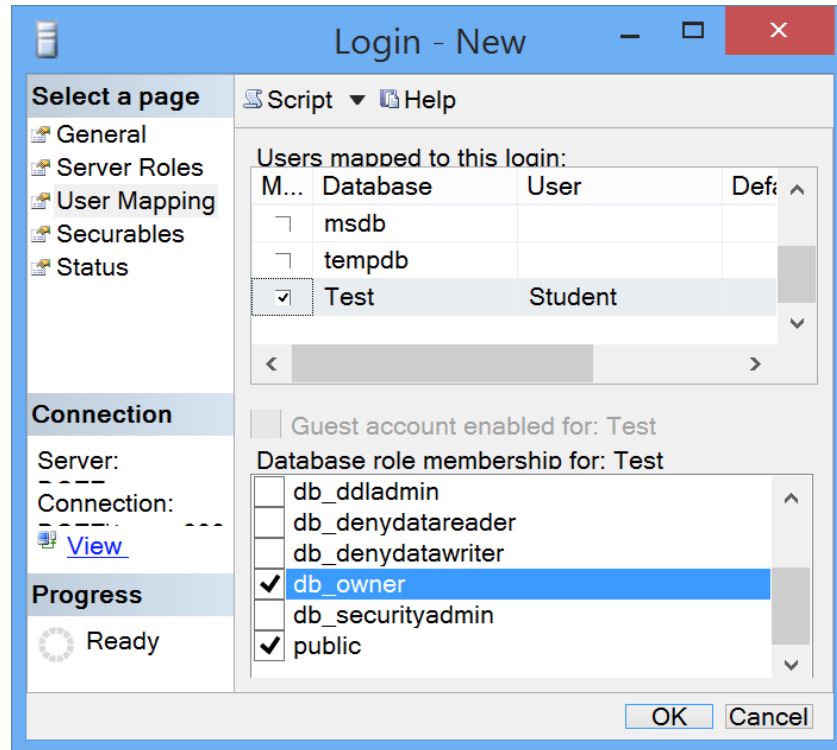 Login - New
Select a page
General
Server Roles
User Mapping
Securables
Status
Connection
Server:
Connection:
View
Progress
Ready
Script Help
Users mapped to this login:
M... Database User Defa
msdb
tempdb
Test Student
Guest account enabled for: Test
Database role membership for: Test
db_ddladmin
db_denydatareader
db_denydatawriter
db_owner
db_securityadmin
public
OK Cancel